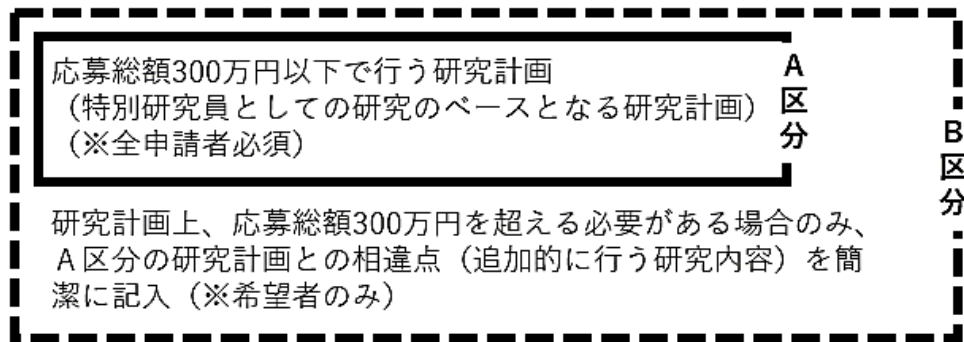 応募総額300万円以下で行う研究計画
（特別研究員としての研究のベースとなる研究計画）
（※全申請者必須）
A区分
研究計画上、応募総額300万円を超える必要がある場合のみ、
Ａ区分の研究計画との相違点（追加的に行う研究内容）を簡
潔に記入（※希望者のみ）
B区分